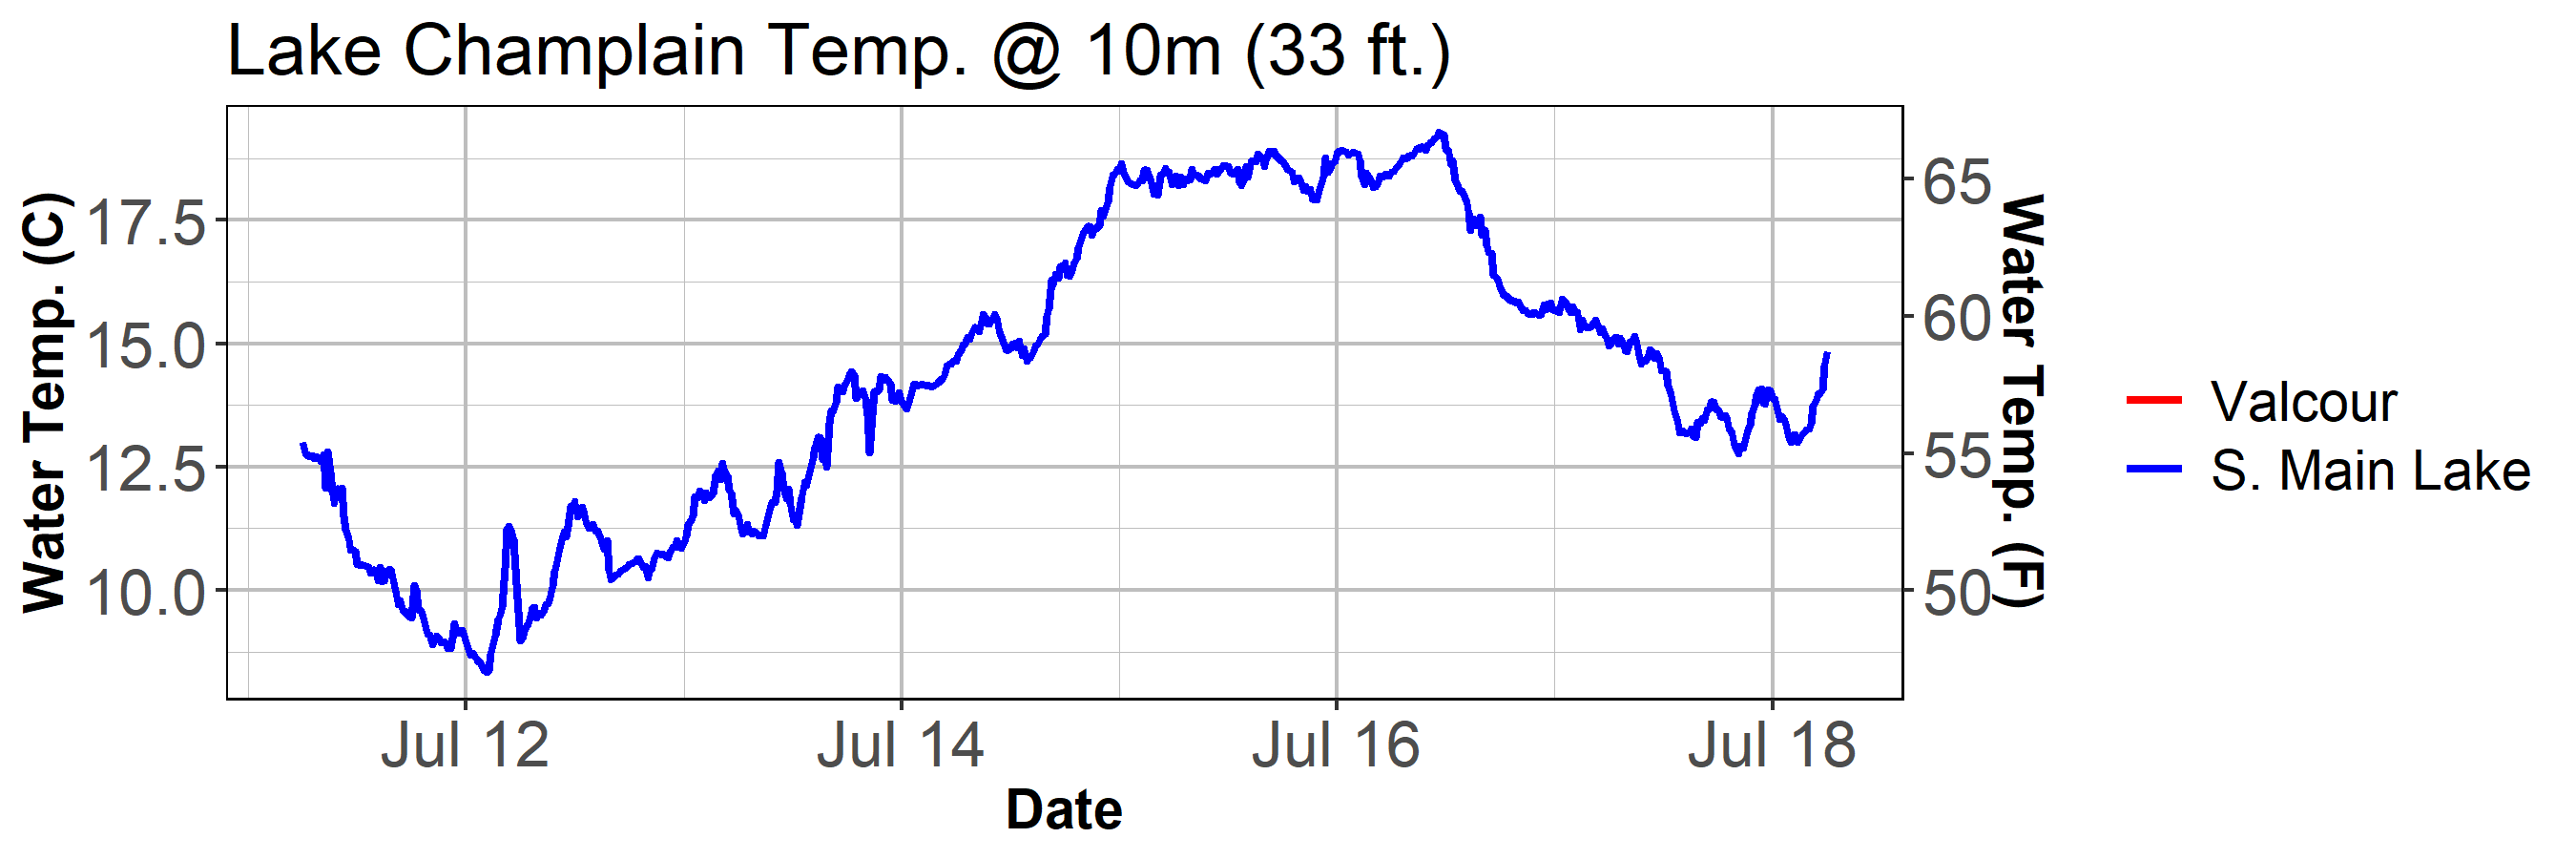 Lake Champlain Temp. @ 10m (33 ft.)
Water Temp. (C)
17.5
15.0
12.5
10.0
65
60
55
50
Water Temp. (F)
Jul 12
Jul 14
Jul 16
Jul 18
Date
Valcour
S. Main Lake